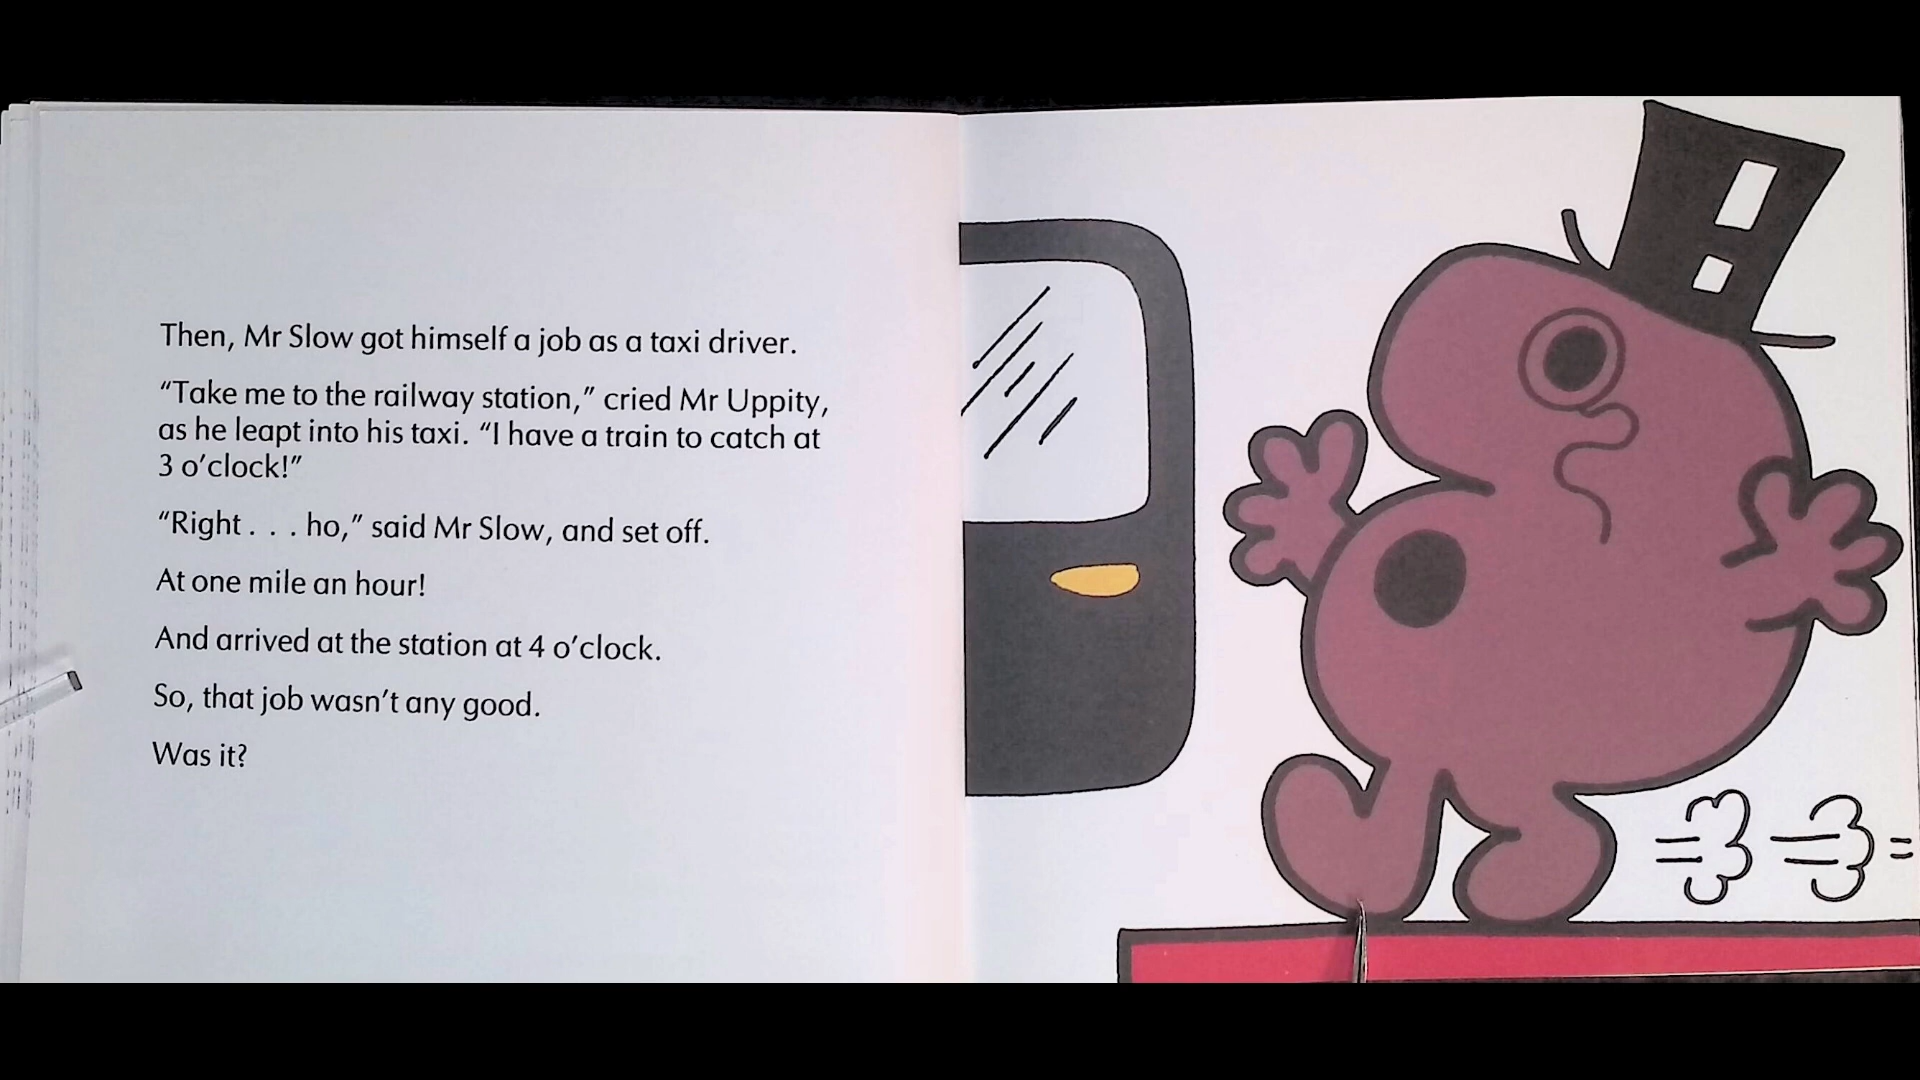 Then, Mr Slow got himself a job as a taxi driver.
“Take me to the railway station,” cried Mr Uppity,
as he leapt into his taxi. “I have a train to catch at
3 o’clock!”
“Right . . . ho,” said Mr Slow, and set off.
At one mile an hour!
And arrived at the station at 4 o’clock.
So, that job wasn’t any good.
Was it?